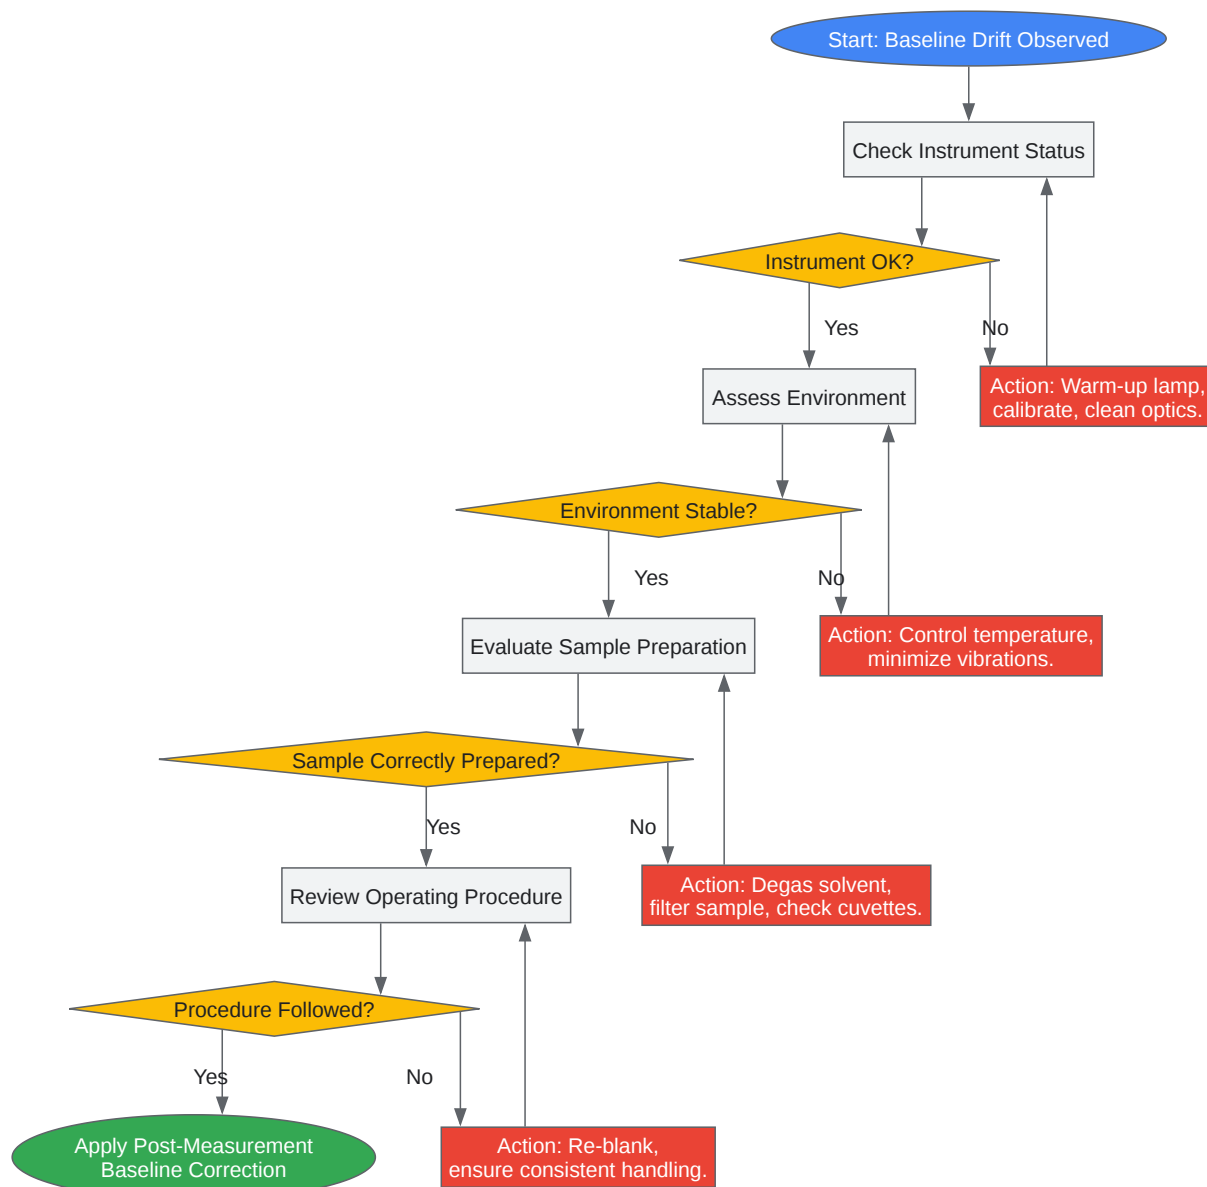 Start: Baseline Drift Observed
Check Instrument Status
Instrument OK?
Yes
No
Assess Environment
Action: Warm-up lamp,
calibrate, clean optics.
Environment Stable?
Yes
No
Evaluate Sample Preparation
Action: Control temperature,
minimize vibrations.
Sample Correctly Prepared?
Yes
No
Review Operating Procedure
Action: Degas solvent,
filter sample, check cuvettes.
Procedure Followed?
Yes
No
Apply Post-Measurement
Baseline Correction
Action: Re-blank,
ensure consistent handling.